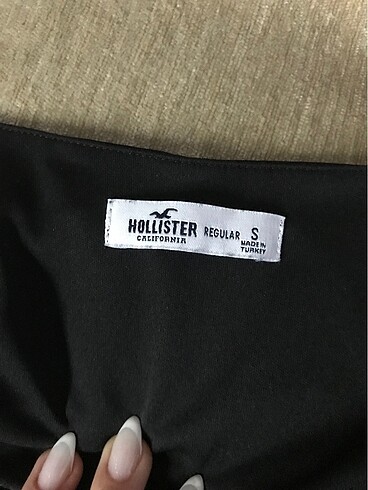 HOLLISTER REGULAR S
CALIFORNIA
MADE IN
TURKEY